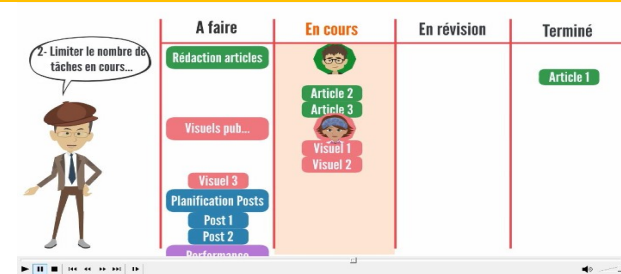 A faire
En cours
En révision
Terminé
2- Limiter le nombre de
tâches en cours...
Rédaction articles
Article 1
Article 2
Article 3
Visuels pub...
Visuel 1
Visuel 2
Visuel 3
Planification Posts
Post 1
Post 2
Performance